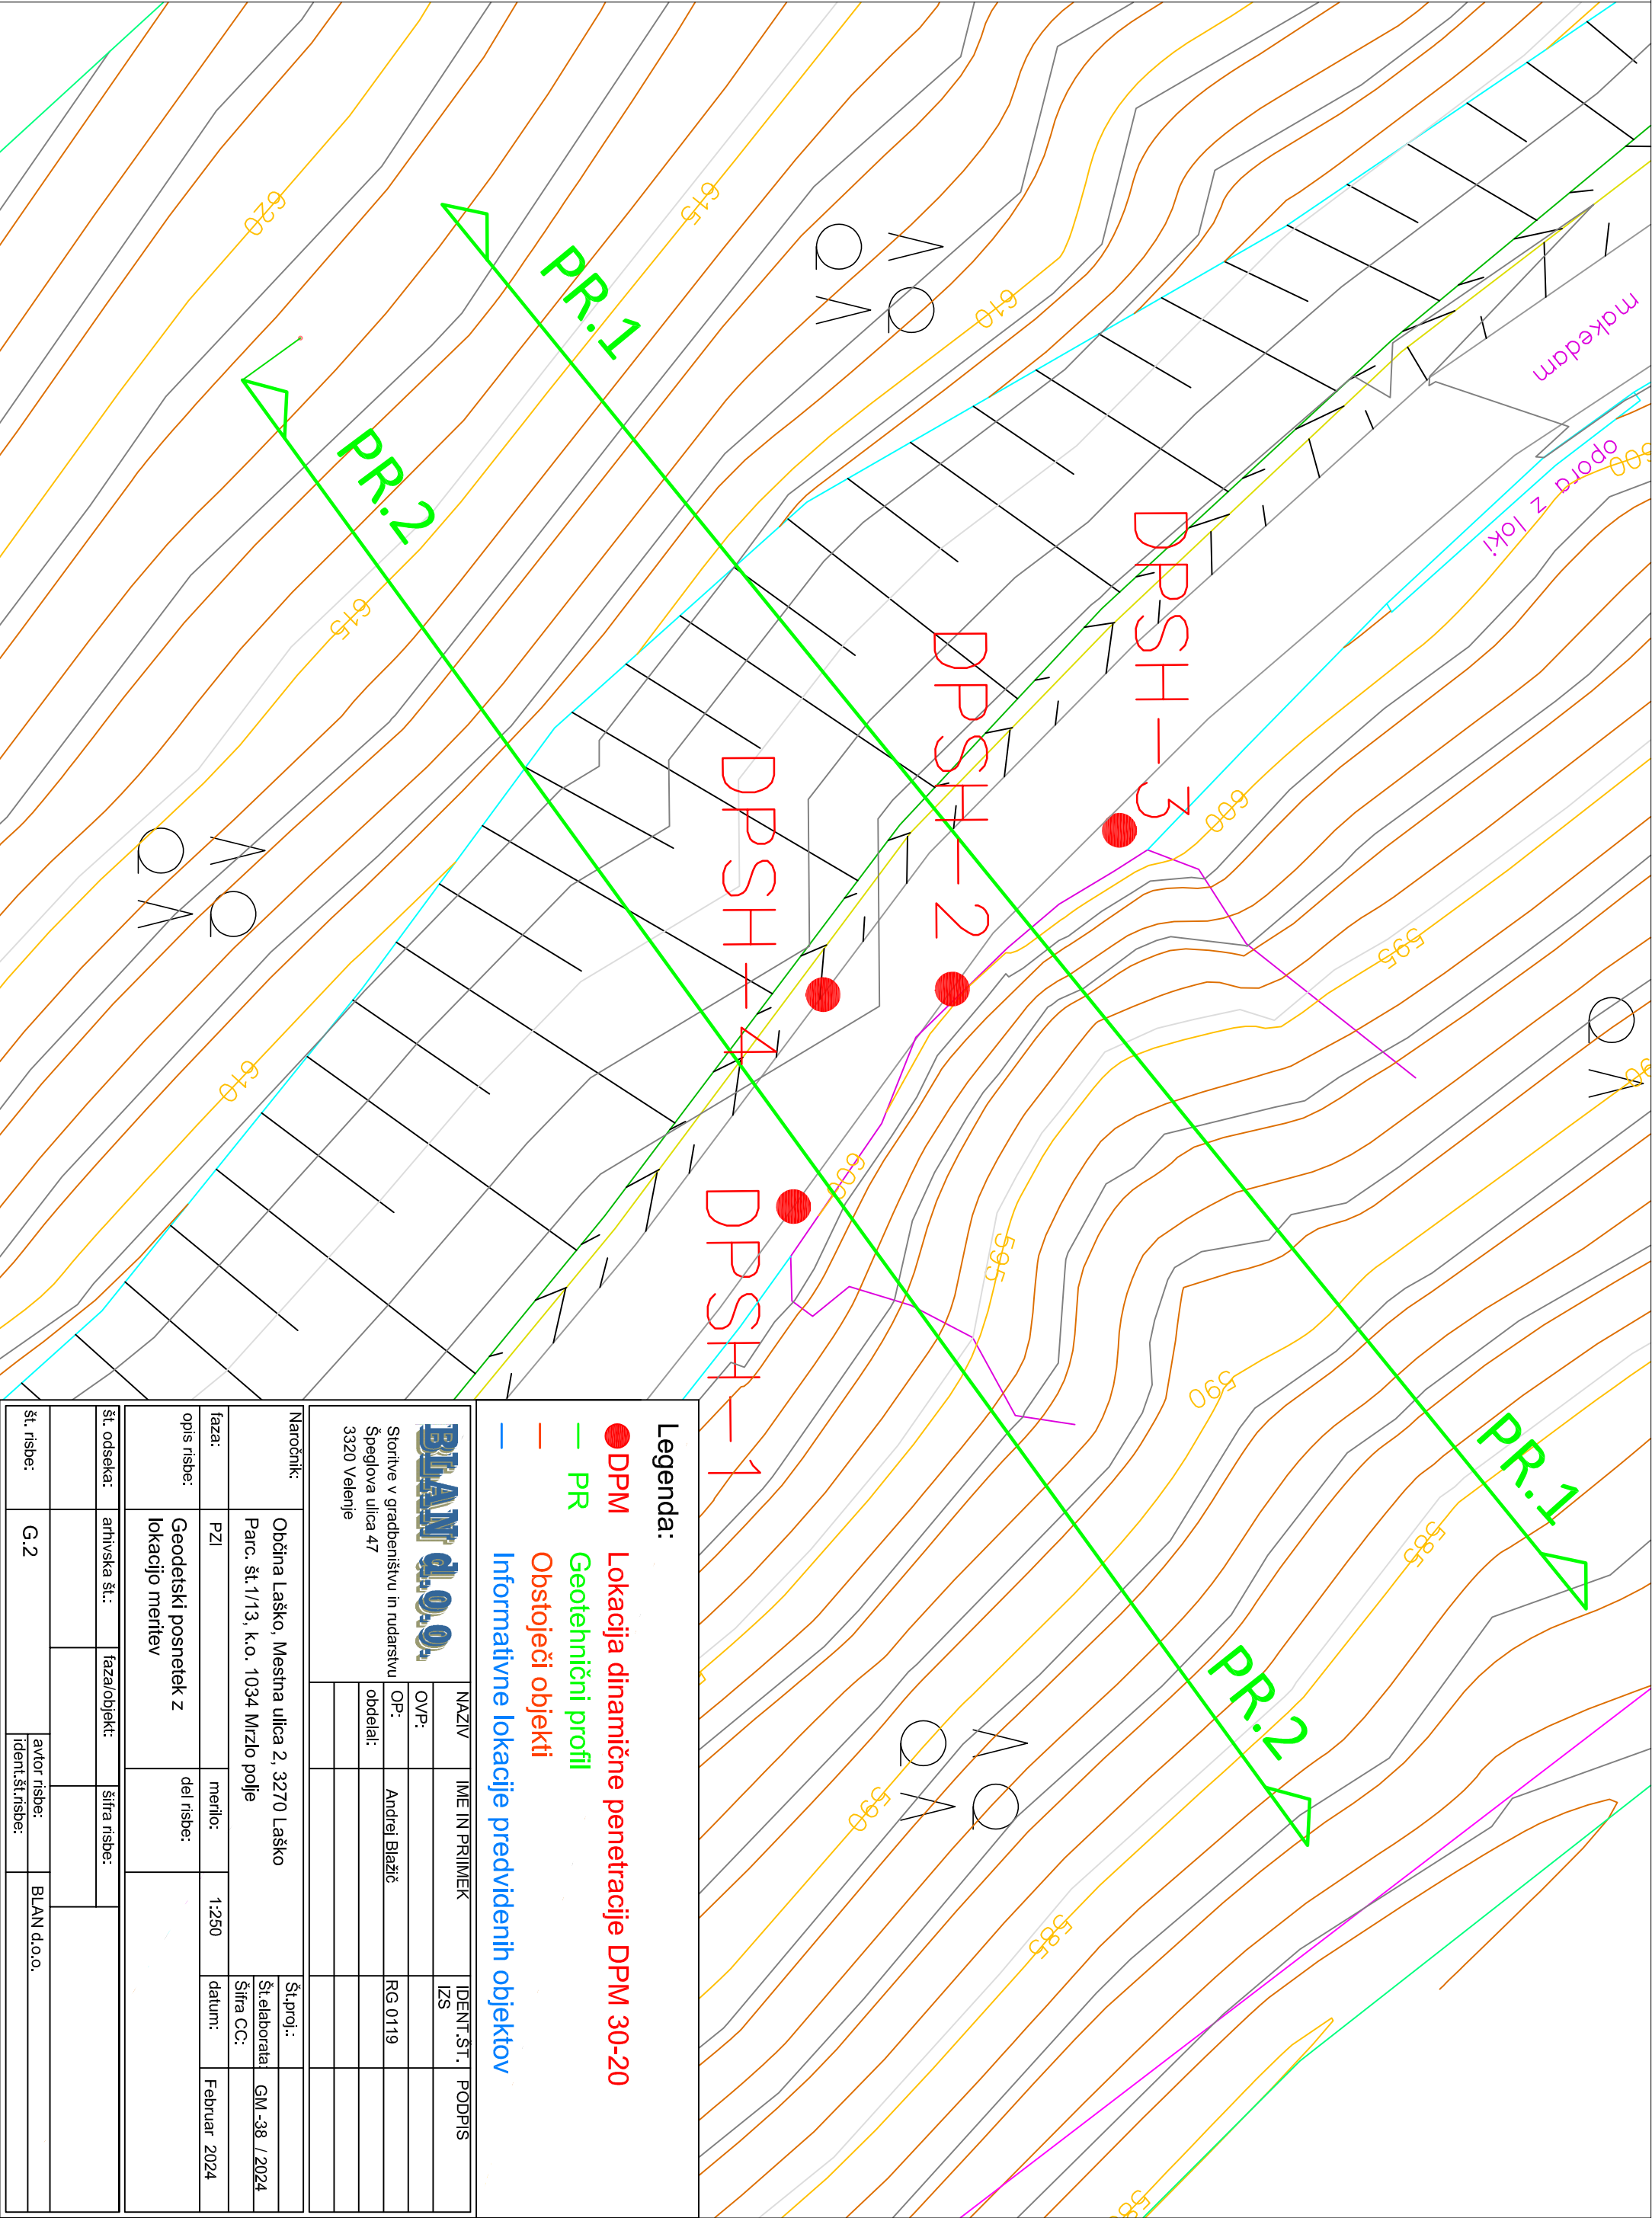 620
615
PR.1
610
makedam
600
opora z loki
PR.2
615
DPSH-3
DPSH-2
600
DPSH-4
595
610
600
DPSH-1
595
590
PR.1
585
PR.2
590
585
Legenda:
DPM Lokacija dinamične penetracije DPM 30-20
PR Geotehnični profil
Obstoječi objekti
Informativne lokacije predvidenih objektov
BLAN d.o.o.
Storitve v gradbeništvu in rudarstvu
Špeglova ulica 47
3320 Velenje
NAZIV IME IN PRIIMEK IDENT.ŠT. IZS PODPIS
OVP:
OP: Andrej Blažič RG 0119
obdelal:
Naročnik: Občina Laško, Mestna ulica 2, 3270 Laško
Parc. št.1/13, k.o. 1034 Mrzlo polje
Št.proj.:
Št.elaborata: GM -38 / 2024
Šifra CC:
faza: PZI merilo: 1:250 datum: Februar 2024
opis risbe: Geodetski posnetek z
lokacijo meritev
del risbe:
št. odseka: arhivska št.: faza/objekt: šifra risbe:
št. risbe: G.2
avtor risbe: BLAN d.o.o.
ident.št.risbe: